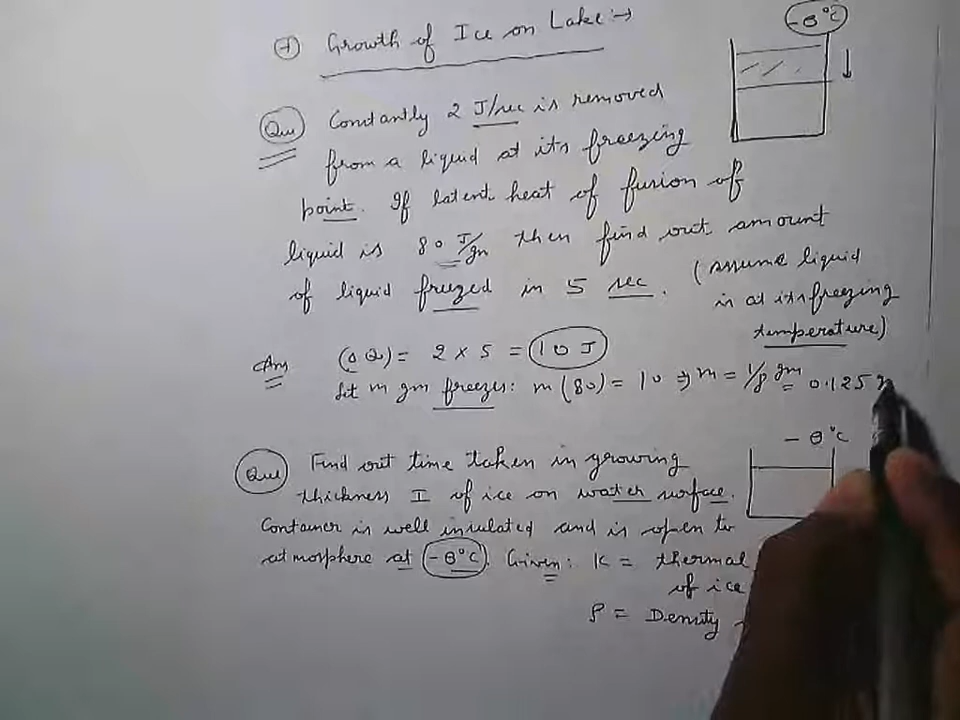 (7) Growth of Ice on Lake :→
-θ°C
Que Constantly 2 J/sec is removed
from a liquid at its freezing
point. If latent heat of fusion of
liquid is 80 J/gm then find out amount
of liquid freezed in 5 sec. (assume liquid
is at its freezing
temperature)
Ans (ΔQ) = 2 × 5 = 10 J
Let m gm freezes: m(80) = 10 ⇒ m = 1/8 gm = 0.125 g
-θ°C
Que Find out time taken in growing
thickness I of ice on water surface.
Container is well insulated and is open to
atmosphere at -θ°C. Given: K = thermal
of ice
ρ = Density